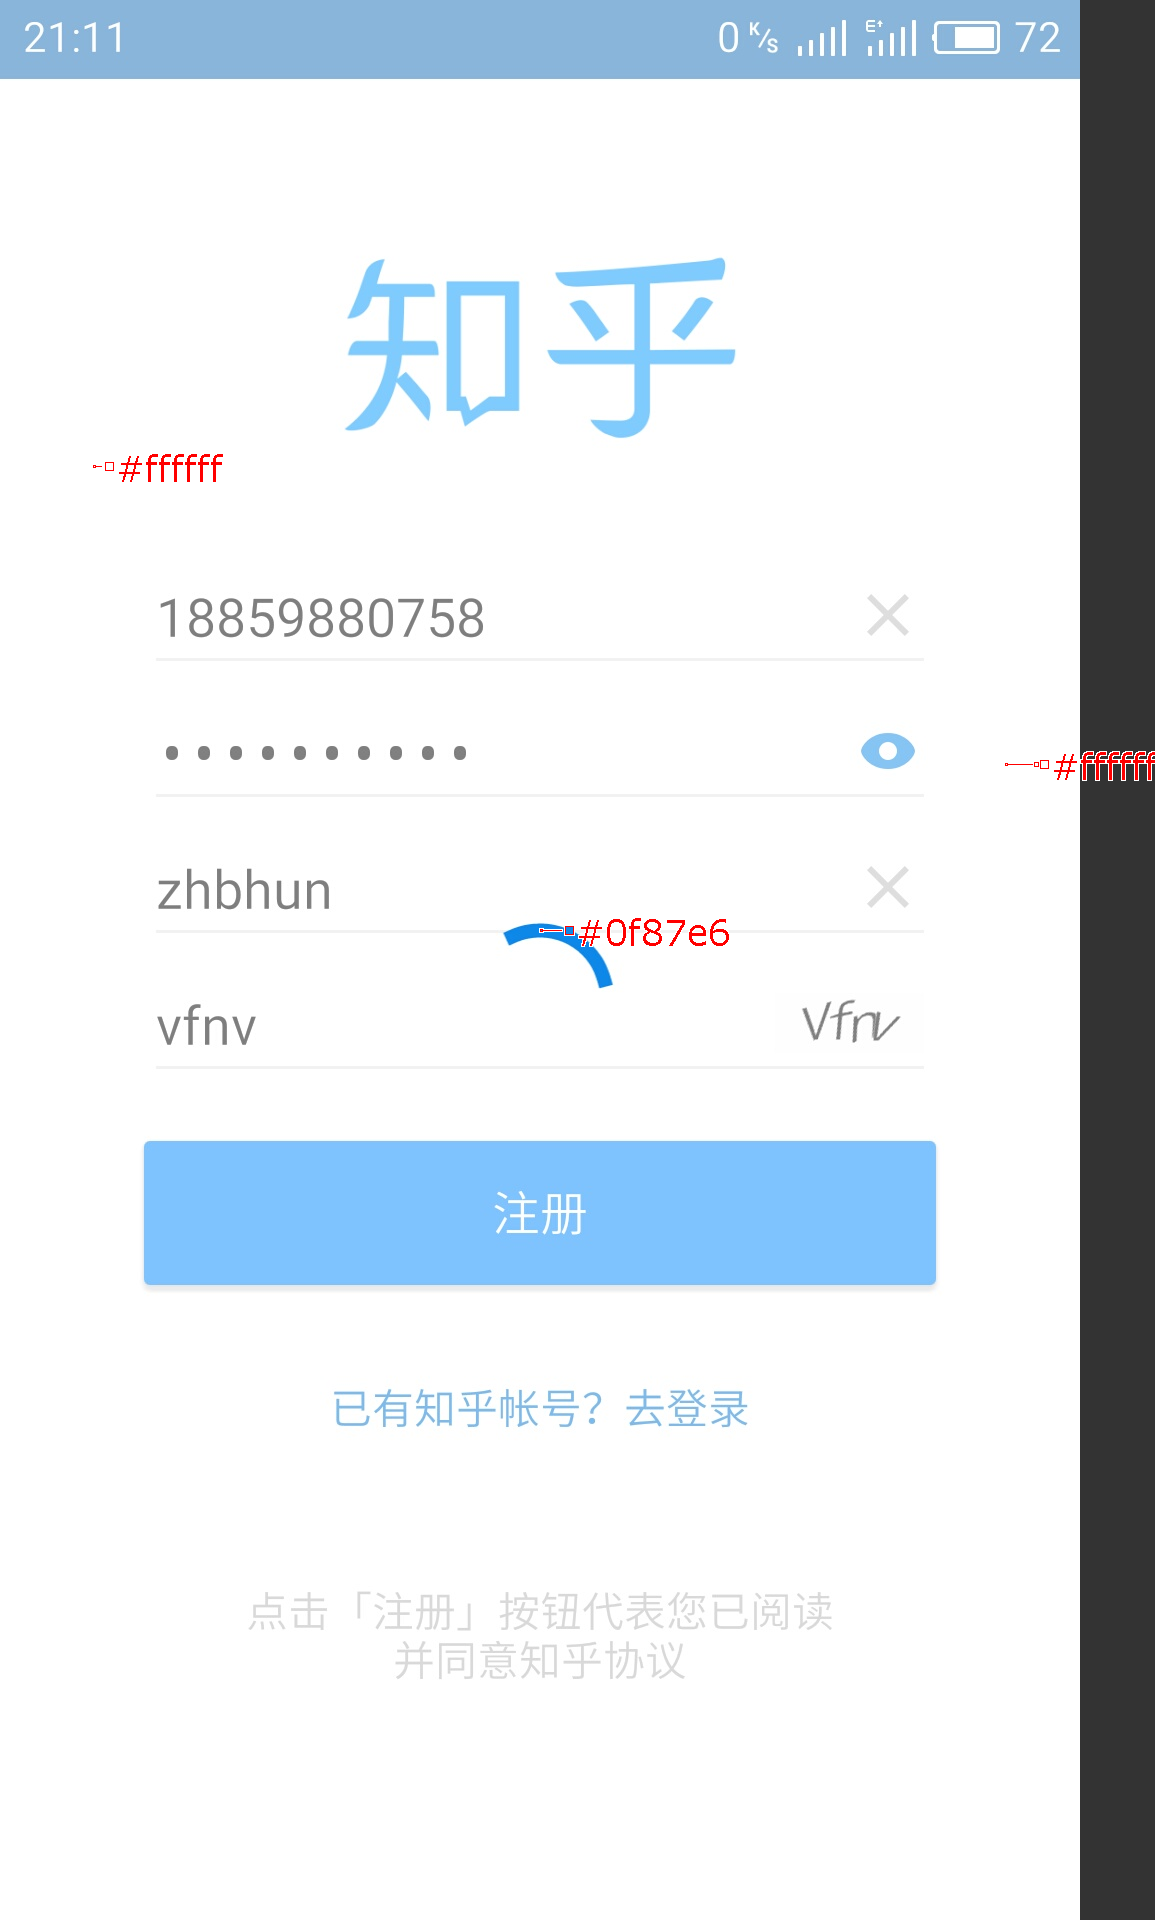 21:11
0 K/s E 72
知乎
#ffffff
18859880758
••••••••••
#ffffff
zhbhun
#0f87e6
vfnv
Vfnv
注册
已有知乎帐号？去登录
点击「注册」按钮代表您已阅读
并同意知乎协议